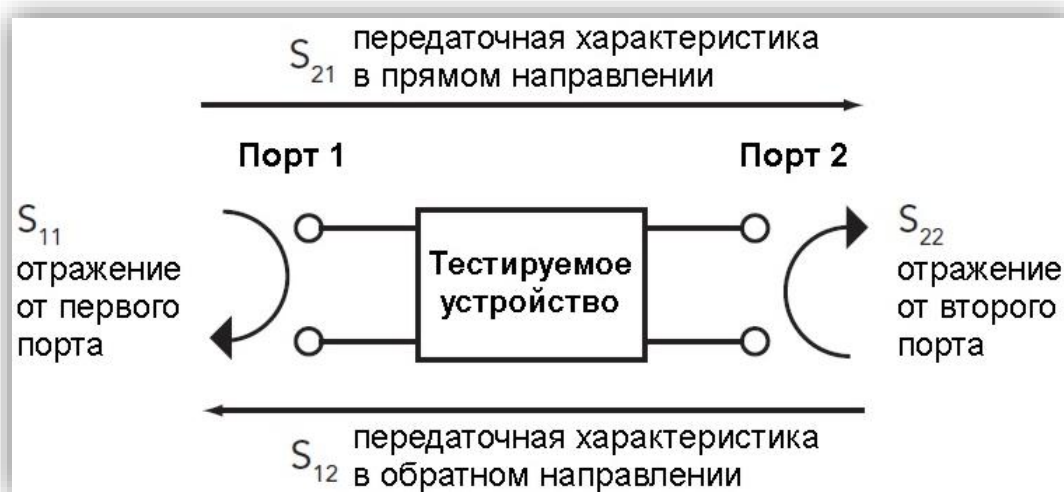 S21 передаточная характеристика
в прямом направлении
Порт 1
Порт 2
S11
отражение
от первого
порта
Тестируемое
устройство
S22
отражение
от второго
порта
S12 передаточная характеристика
в обратном направлении